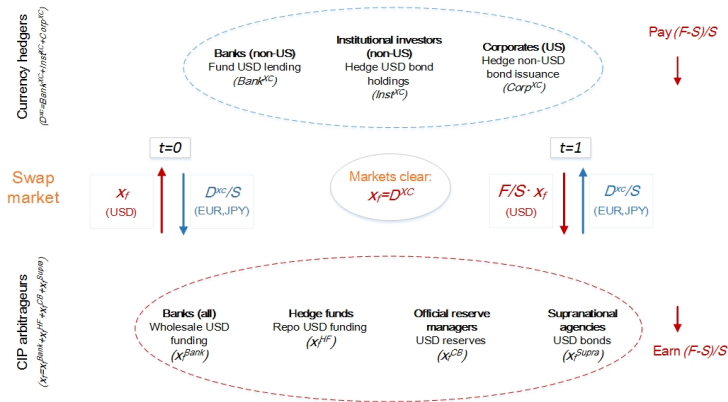 Currency hedgers
(D^XC=Bank^XC+Inst^XC+Corp^XC)
Banks (non-US)
Fund USD lending
(Bank^XC)
Institutional investors
(non-US)
Hedge USD bond
holdings
(Inst^XC)
Corporates (US)
Hedge non-USD
bond issuance
(Corp^XC)
Pay (F-S)/S
Swap
market
t=0
x_f
(USD)
D^XC/S
(EUR,JPY)
Markets clear:
x_f=D^XC
t=1
F/S· x_f
(USD)
D^XC/S
(EUR,JPY)
CIP arbitrageurs
(x_f=x_f^Bank+x_f^HF+x_f^CB+x_f^Supra)
Banks (all)
Wholesale USD
funding
(x_f^Bank)
Hedge funds
Repo USD funding
(x_f^HF)
Official reserve
managers
USD reserves
(x_f^CB)
Supranational
agencies
USD bonds
(x_f^Supra)
Earn (F-S)/S